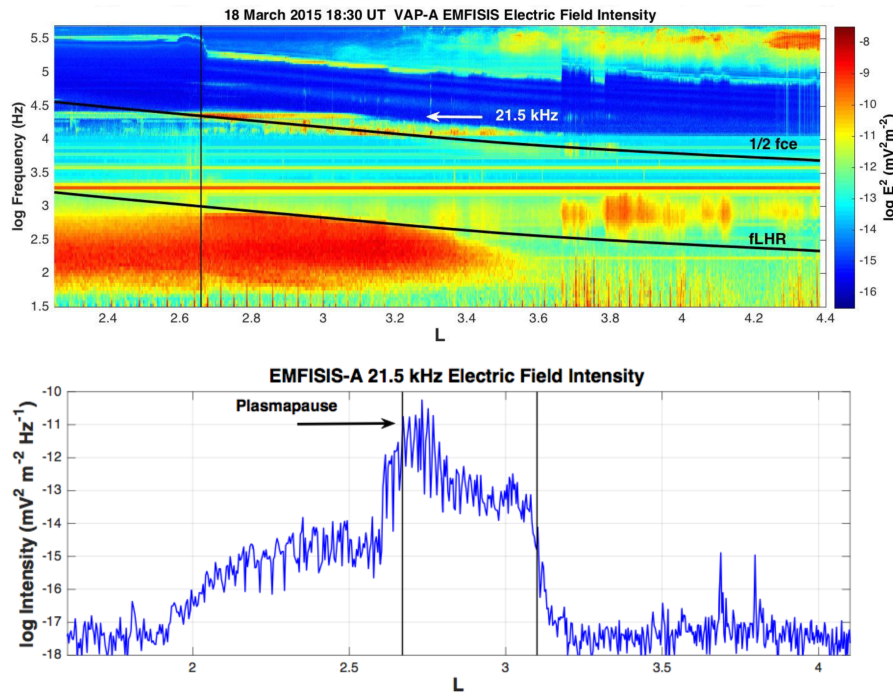 18 March 2015 18:30 UT VAP-A EMFISIS Electric Field Intensity
log Frequency (Hz)
5.5
5
4.5
4
3.5
3
2.5
2
1.5
21.5 kHz
1/2 fce
fLHR
2.4 2.6 2.8 3 3.2 3.4 3.6 3.8 4 4.2 4.4
L
-8
-9
-10
-11
-12
-13
-14
-15
-16
log E² (mV²m⁻²)
EMFISIS-A 21.5 kHz Electric Field Intensity
log Intensity (mV² m⁻² Hz⁻¹)
-10
-11
-12
-13
-14
-15
-16
-17
-18
Plasmapause
2 2.5 3 3.5 4
L